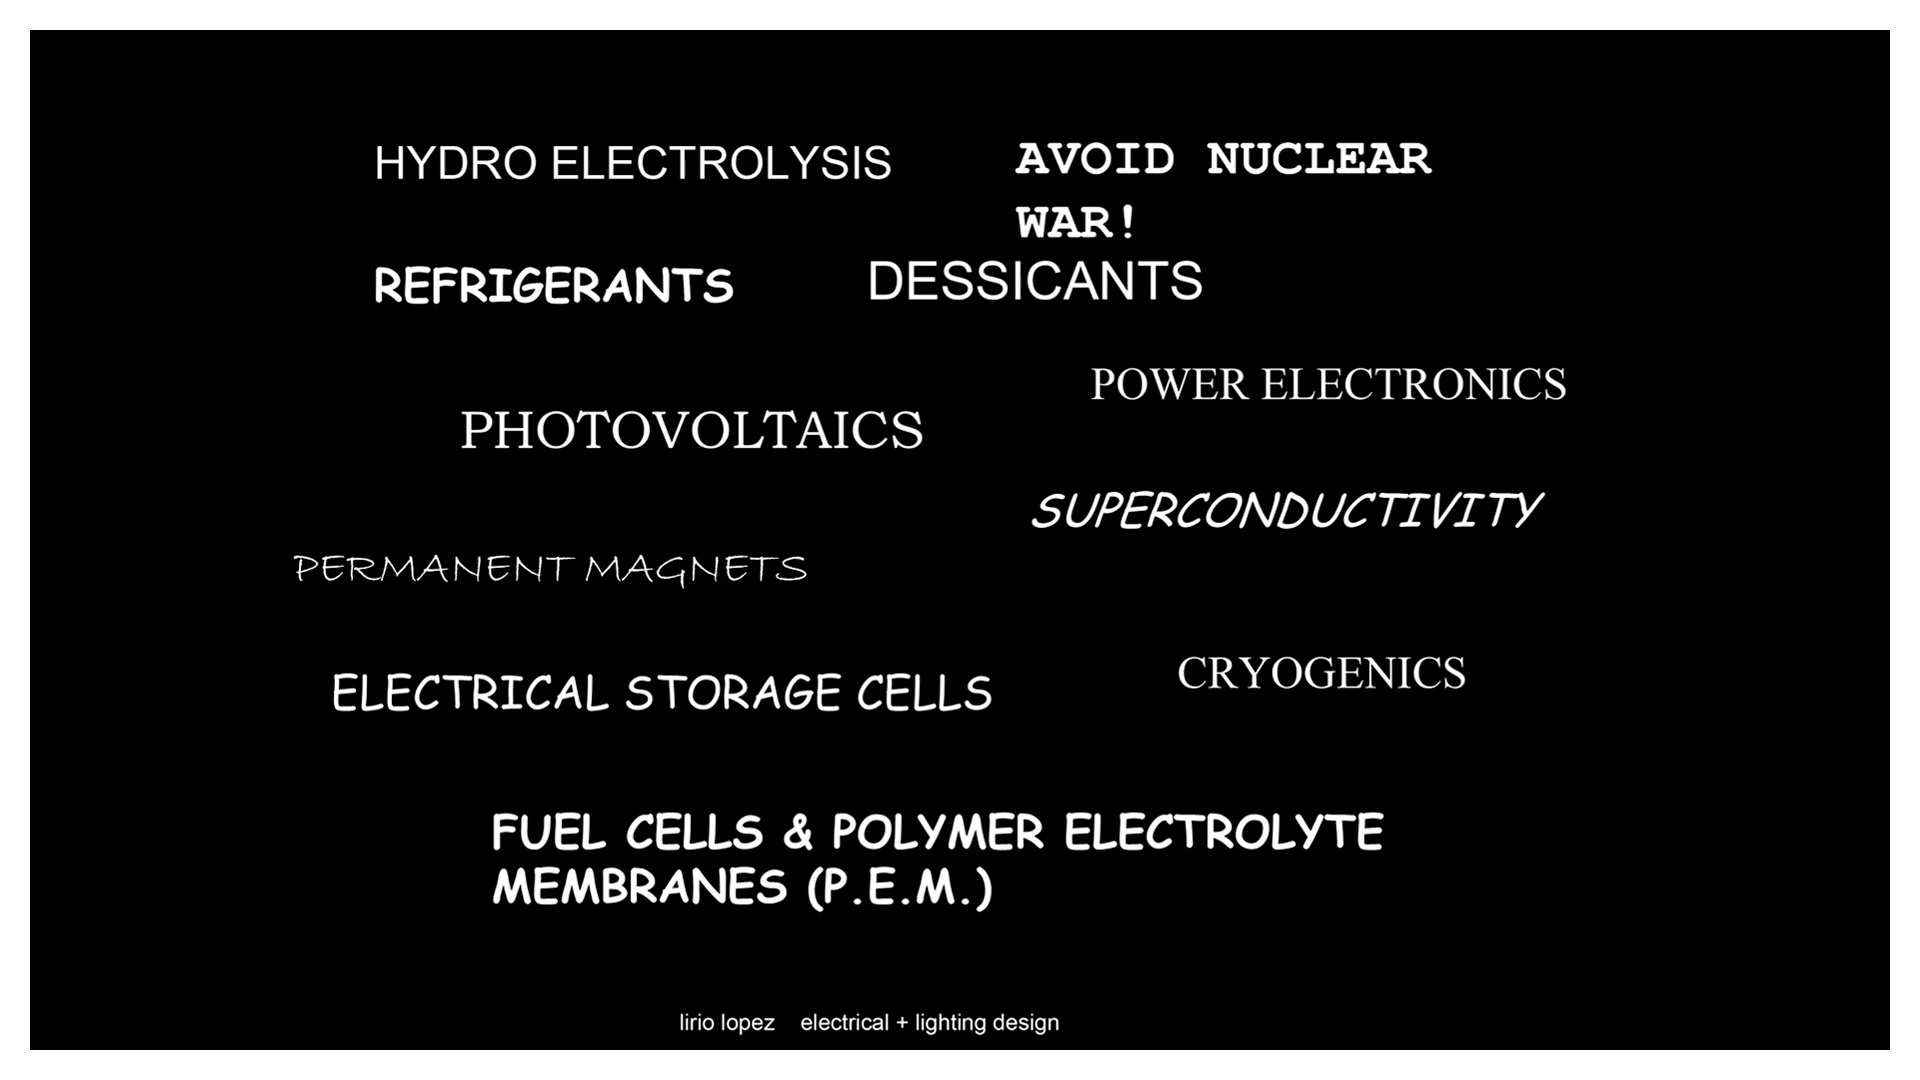 HYDRO ELECTROLYSIS
AVOID NUCLEAR
WAR!
REFRIGERANTS
DESSICANTS
POWER ELECTRONICS
PHOTOVOLTAICS
SUPERCONDUCTIVITY
PERMANENT MAGNETS
ELECTRICAL STORAGE CELLS
CRYOGENICS
FUEL CELLS & POLYMER ELECTROLYTE
MEMBRANES (P.E.M.)
lirio lopez electrical + lighting design